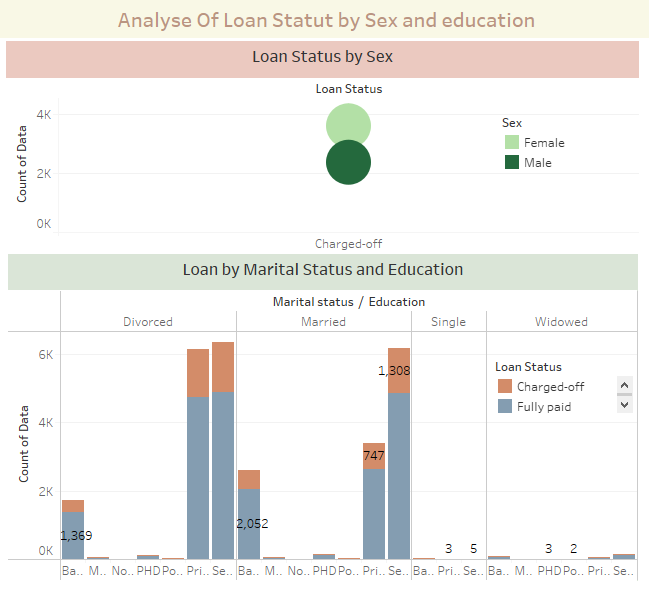 Analyse Of Loan Statut by Sex and education
Loan Status by Sex
Loan Status
4K
2K
0K
Count of Data
Sex
Female
Male
Charged-off
Loan by Marital Status and Education
Marital status / Education
Divorced Married Single Widowed
6K
4K
2K
0K
Count of Data
Loan Status
Charged-off
Fully paid
1,308
747
1,369
2,052
3 5 3 2
Ba.. M.. No.. PHD Po.. Pri.. Se.. Ba.. M.. No.. PHD Po.. Pri.. Se.. Ba.. Pri.. Se.. Ba.. M.. PHD Po.. Pri.. Se..